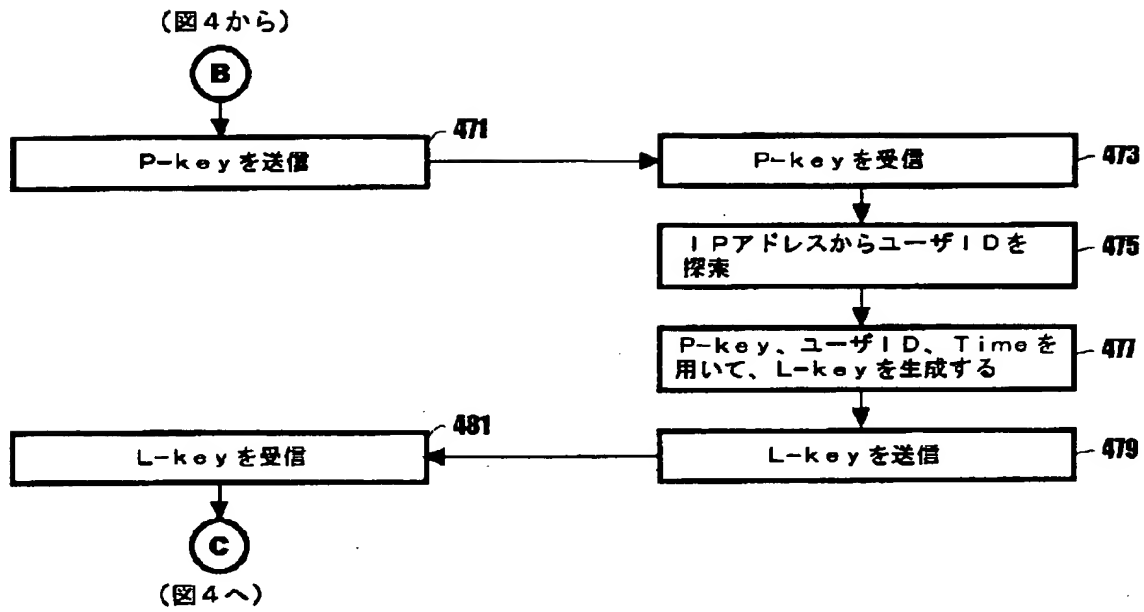 (図4から)
B
471
P-keyを送信
P-keyを受信
473
IPアドレスからユーザIDを
探索
475
P-key、ユーザID、Timeを
用いて、L-keyを生成する
477
481
L-keyを受信
L-keyを送信
479
C
(図4へ)